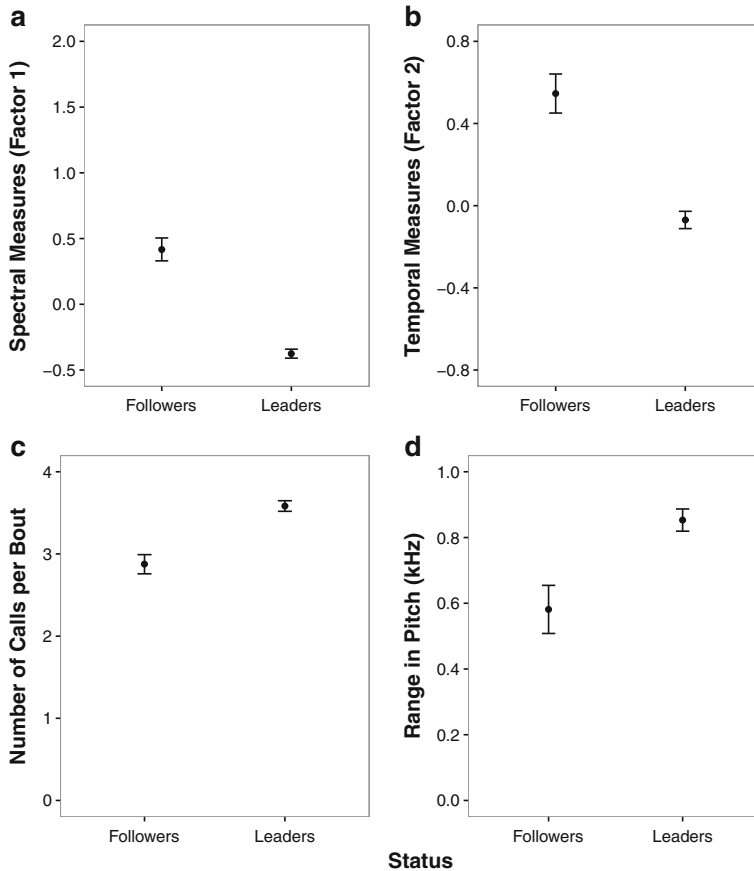 a
Spectral Measures (Factor 1)
2.0
1.5
1.0
0.5
0.0
−0.5
Followers
Leaders
b
Temporal Measures (Factor 2)
0.8
0.4
0.0
−0.4
−0.8
Followers
Leaders
c
Number of Calls per Bout
4
3
2
1
0
Followers
Leaders
d
Range in Pitch (kHz)
1.0
0.8
0.6
0.4
0.2
0.0
Followers
Leaders
Status